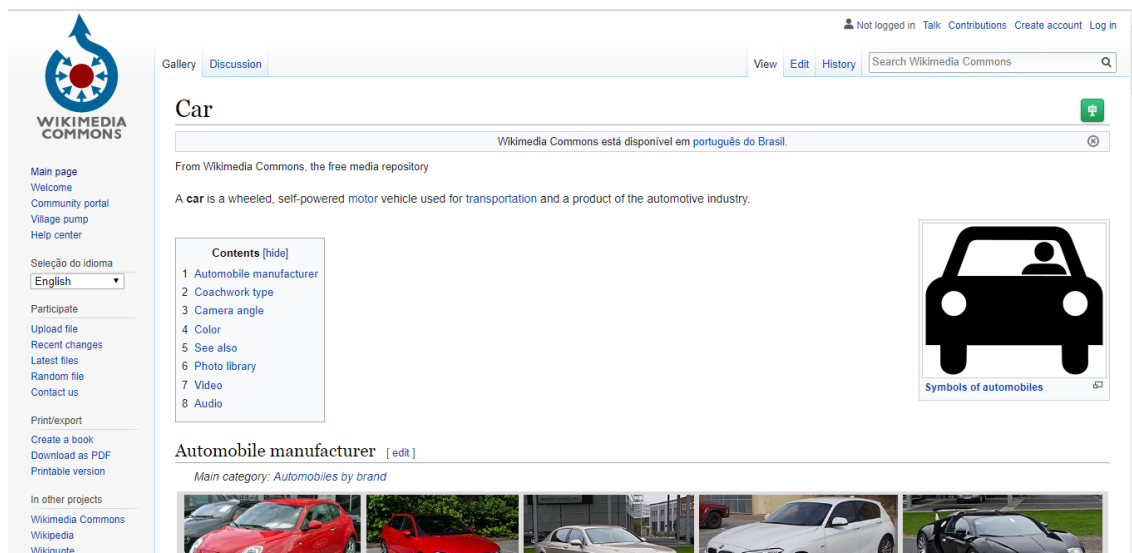 Not logged in Talk Contributions Create account Log in
Gallery Discussion View Edit History Search Wikimedia Commons
WIKIMEDIA
COMMONS
Main page
Welcome
Community portal
Village pump
Help center
Seleção do idioma
English
Participate
Upload file
Recent changes
Latest files
Random file
Contact us
Print/export
Create a book
Download as PDF
Printable version
In other projects
Wikimedia Commons
Wikipedia
Wikiquote
Car
Wikimedia Commons está disponível em português do Brasil.
From Wikimedia Commons, the free media repository
A car is a wheeled, self-powered motor vehicle used for transportation and a product of the automotive industry.
Contents [hide]
1 Automobile manufacturer
2 Coachwork type
3 Camera angle
4 Color
5 See also
6 Photo library
7 Video
8 Audio
Symbols of automobiles
Automobile manufacturer [ edit ]
Main category: Automobiles by brand